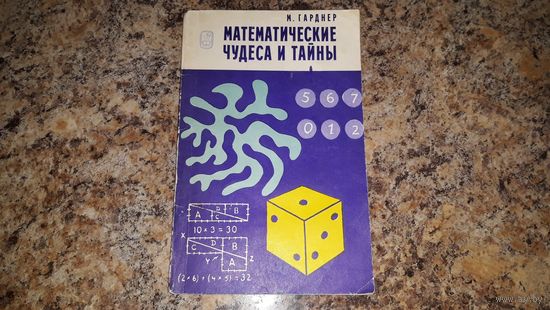 М. ГАРДНЕР
МАТЕМАТИЧЕСКИЕ
ЧУДЕСА И ТАЙНЫ
5 6 7
0 1 2
A D B
C
10 × 3 = 30
X
C D B
Y A Z
(2 × 6) + (4 × 5) = 32